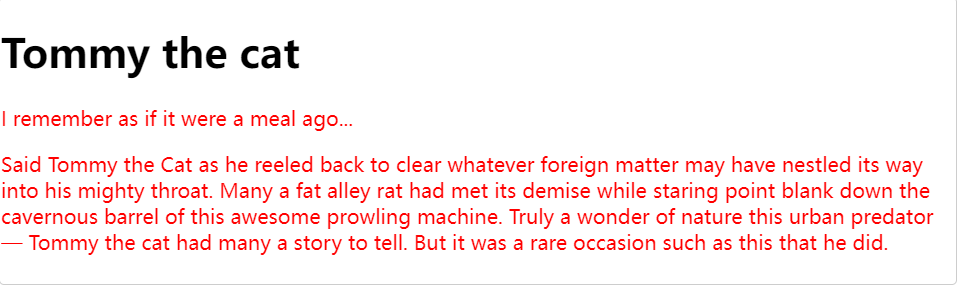 Tommy the cat
I remember as if it were a meal ago...
Said Tommy the Cat as he reeled back to clear whatever foreign matter may have nestled its way
into his mighty throat. Many a fat alley rat had met its demise while staring point blank down the
cavernous barrel of this awesome prowling machine. Truly a wonder of nature this urban predator
— Tommy the cat had many a story to tell. But it was a rare occasion such as this that he did.